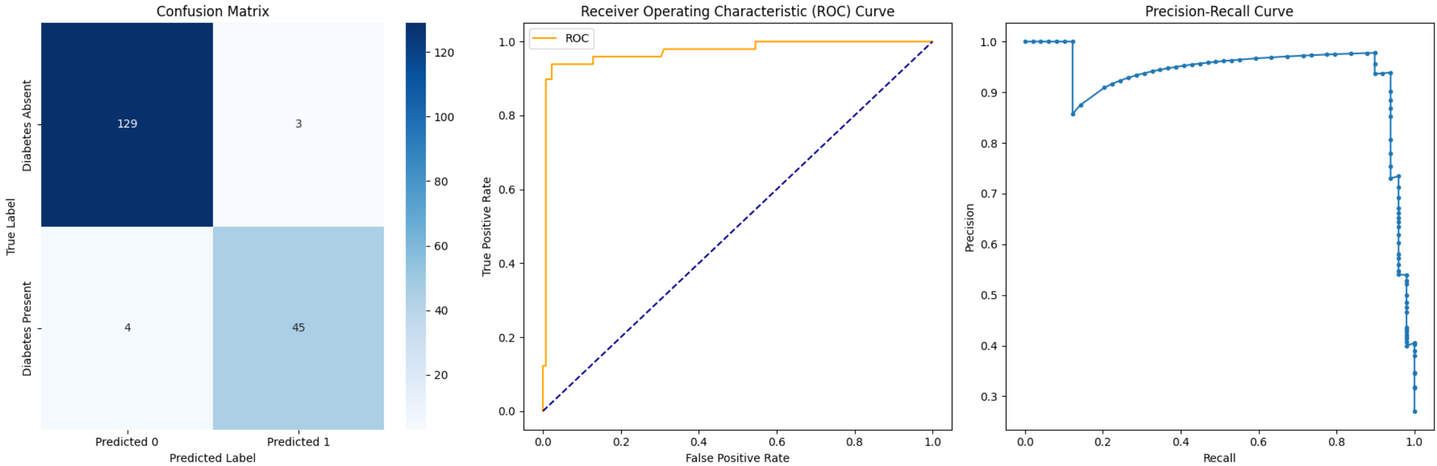 Confusion Matrix
Diabetes Absent
Diabetes Present
True Label
129
3
4
45
Predicted 0
Predicted 1
Predicted Label
120
100
80
60
40
20
Receiver Operating Characteristic (ROC) Curve
ROC
True Positive Rate
1.0
0.8
0.6
0.4
0.2
0.0
0.0
0.2
0.4
0.6
0.8
1.0
False Positive Rate
Precision-Recall Curve
Precision
1.0
0.9
0.8
0.7
0.6
0.5
0.4
0.3
0.0
0.2
0.4
0.6
0.8
1.0
Recall